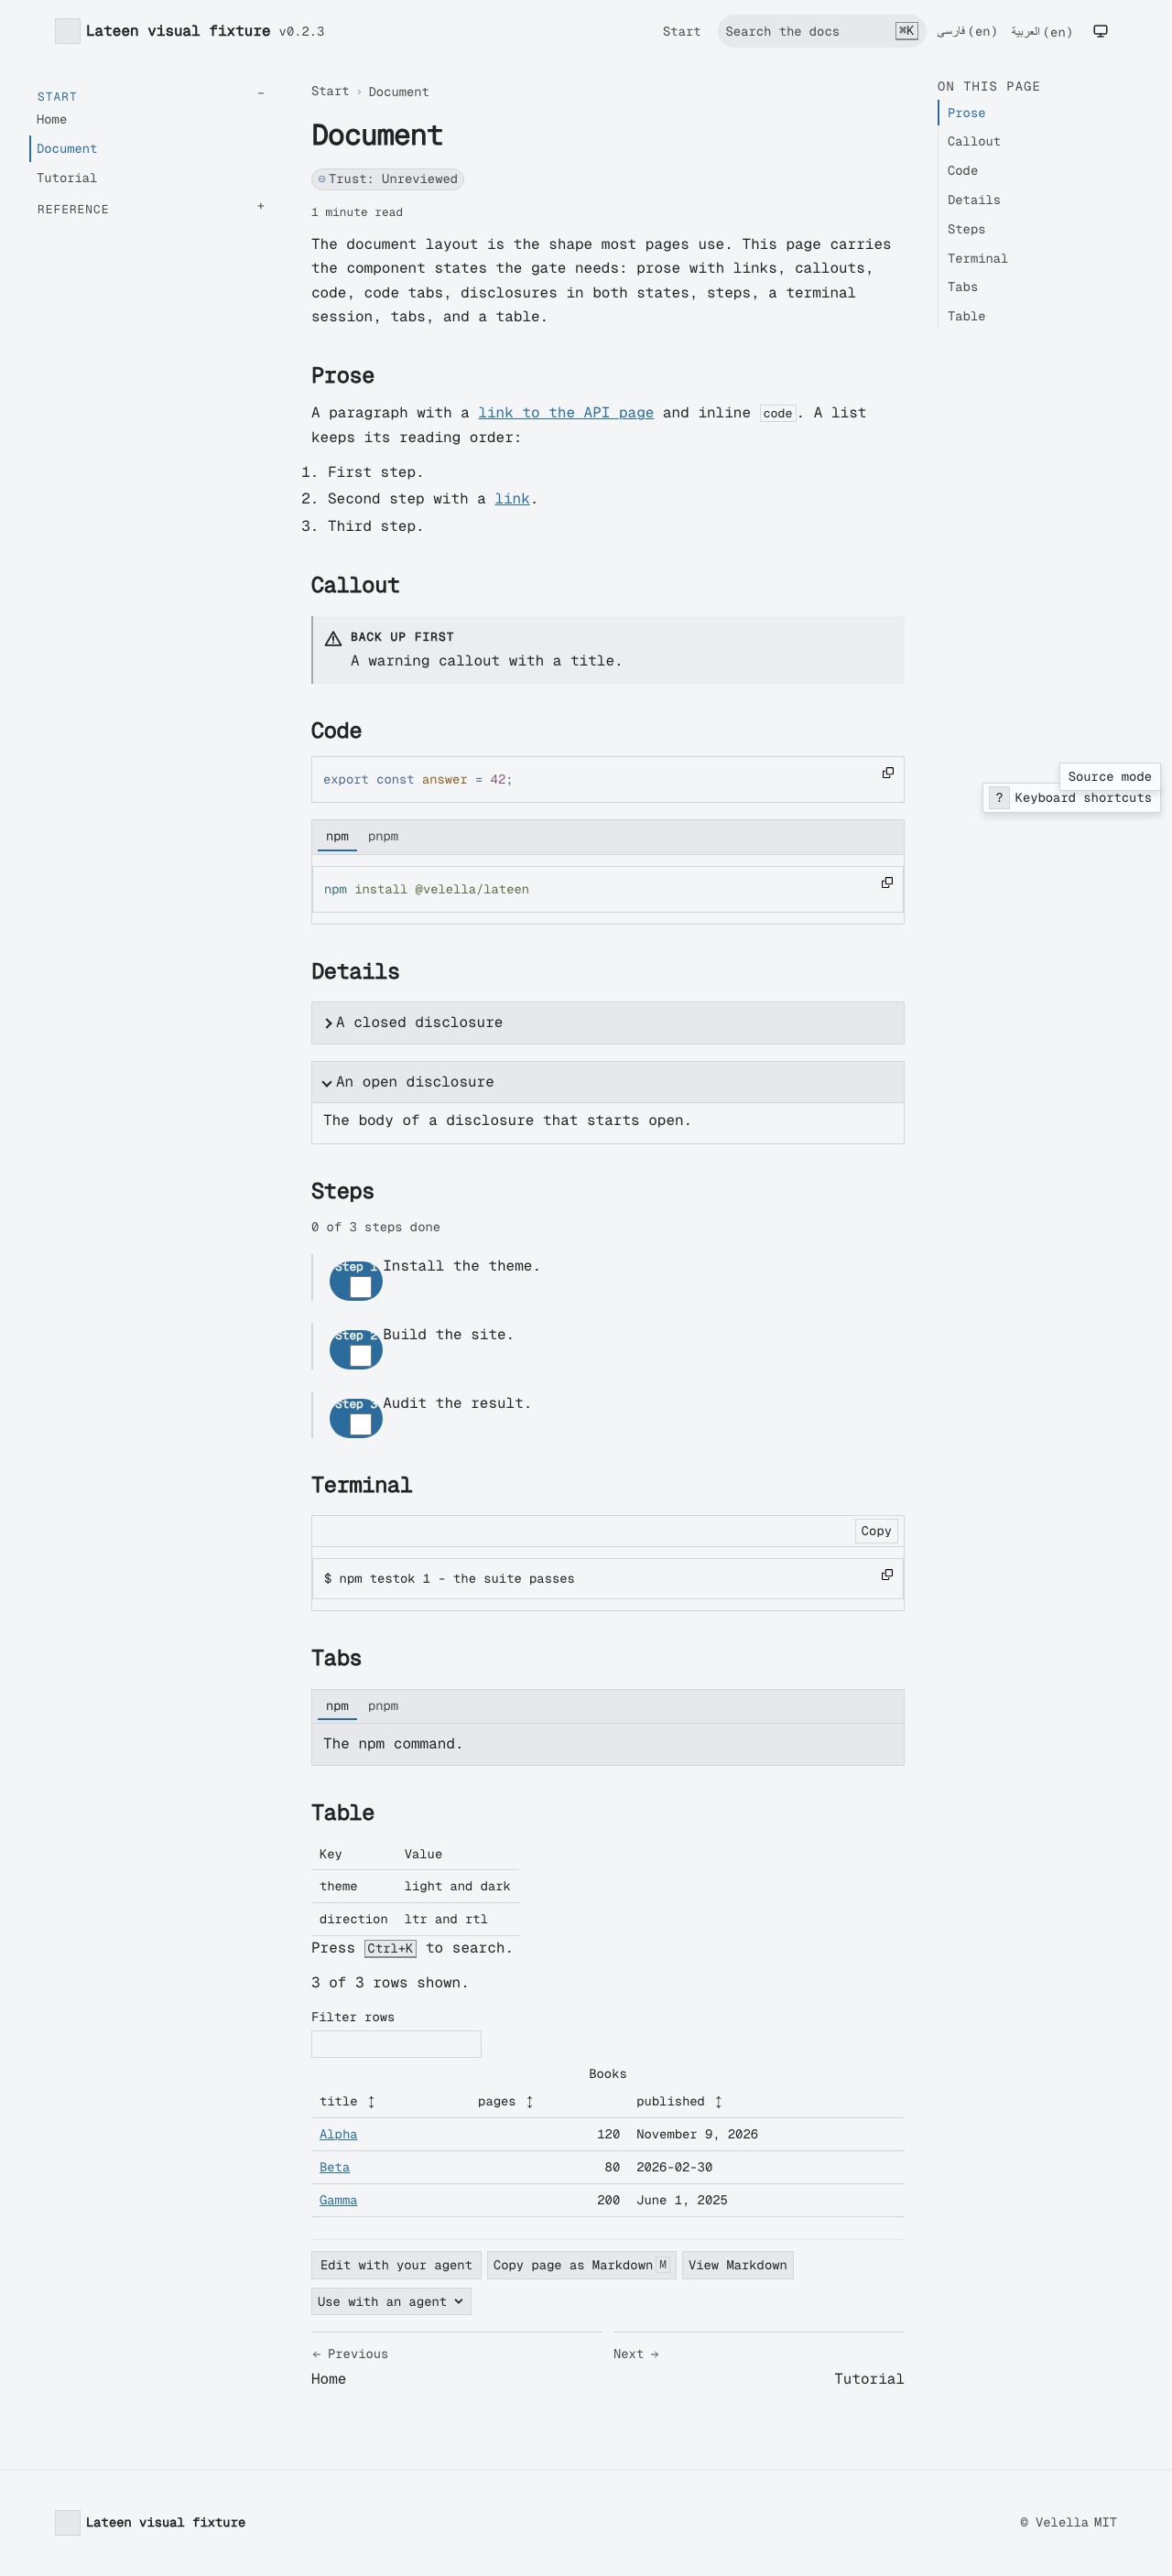 Lateen visual fixture v0.2.3
Start
Search the docs ⌘K
فارسی (en)
العربية (en)
START −
Home
Document
Tutorial
REFERENCE +
Start › Document
Document
Trust: Unreviewed
1 minute read
The document layout is the shape most pages use. This page carries
the component states the gate needs: prose with links, callouts,
code, code tabs, disclosures in both states, steps, a terminal
session, tabs, and a table.
Prose
A paragraph with a link to the API page and inline code. A list
keeps its reading order:
1. First step.
2. Second step with a link.
3. Third step.
Callout
BACK UP FIRST
A warning callout with a title.
Code
export const answer = 42;
npm pnpm
npm install @velella/lateen
Details
A closed disclosure
An open disclosure
The body of a disclosure that starts open.
Steps
0 of 3 steps done
Step 1 Install the theme.
Step 2 Build the site.
Step 3 Audit the result.
Terminal
Copy
$ npm testok 1 - the suite passes
Tabs
npm pnpm
The npm command.
Table
Key Value
theme light and dark
direction ltr and rtl
Press Ctrl+K to search.
3 of 3 rows shown.
Filter rows
Books
title ↕ pages ↕ published ↕
Alpha 120 November 9, 2026
Beta 80 2026-02-30
Gamma 200 June 1, 2025
Edit with your agent
Copy page as Markdown M
View Markdown
Use with an agent
← Previous
Home
Next →
Tutorial
ON THIS PAGE
Prose
Callout
Code
Details
Steps
Terminal
Tabs
Table
Source mode
? Keyboard shortcuts
Lateen visual fixture
© Velella MIT